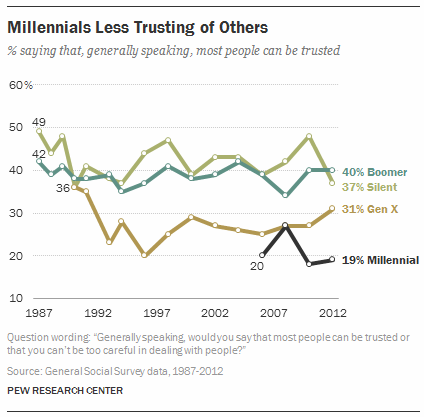 Millennials Less Trusting of Others
% saying that, generally speaking, most people can be trusted
60%
50
40
30
20
10
49
42
36
20
40% Boomer
37% Silent
31% Gen X
19% Millennial
1987 1992 1997 2002 2007 2012
Question wording: “Generally speaking, would you say that most people can be trusted or
that you can’t be too careful in dealing with people?”
Source: General Social Survey data, 1987-2012
PEW RESEARCH CENTER